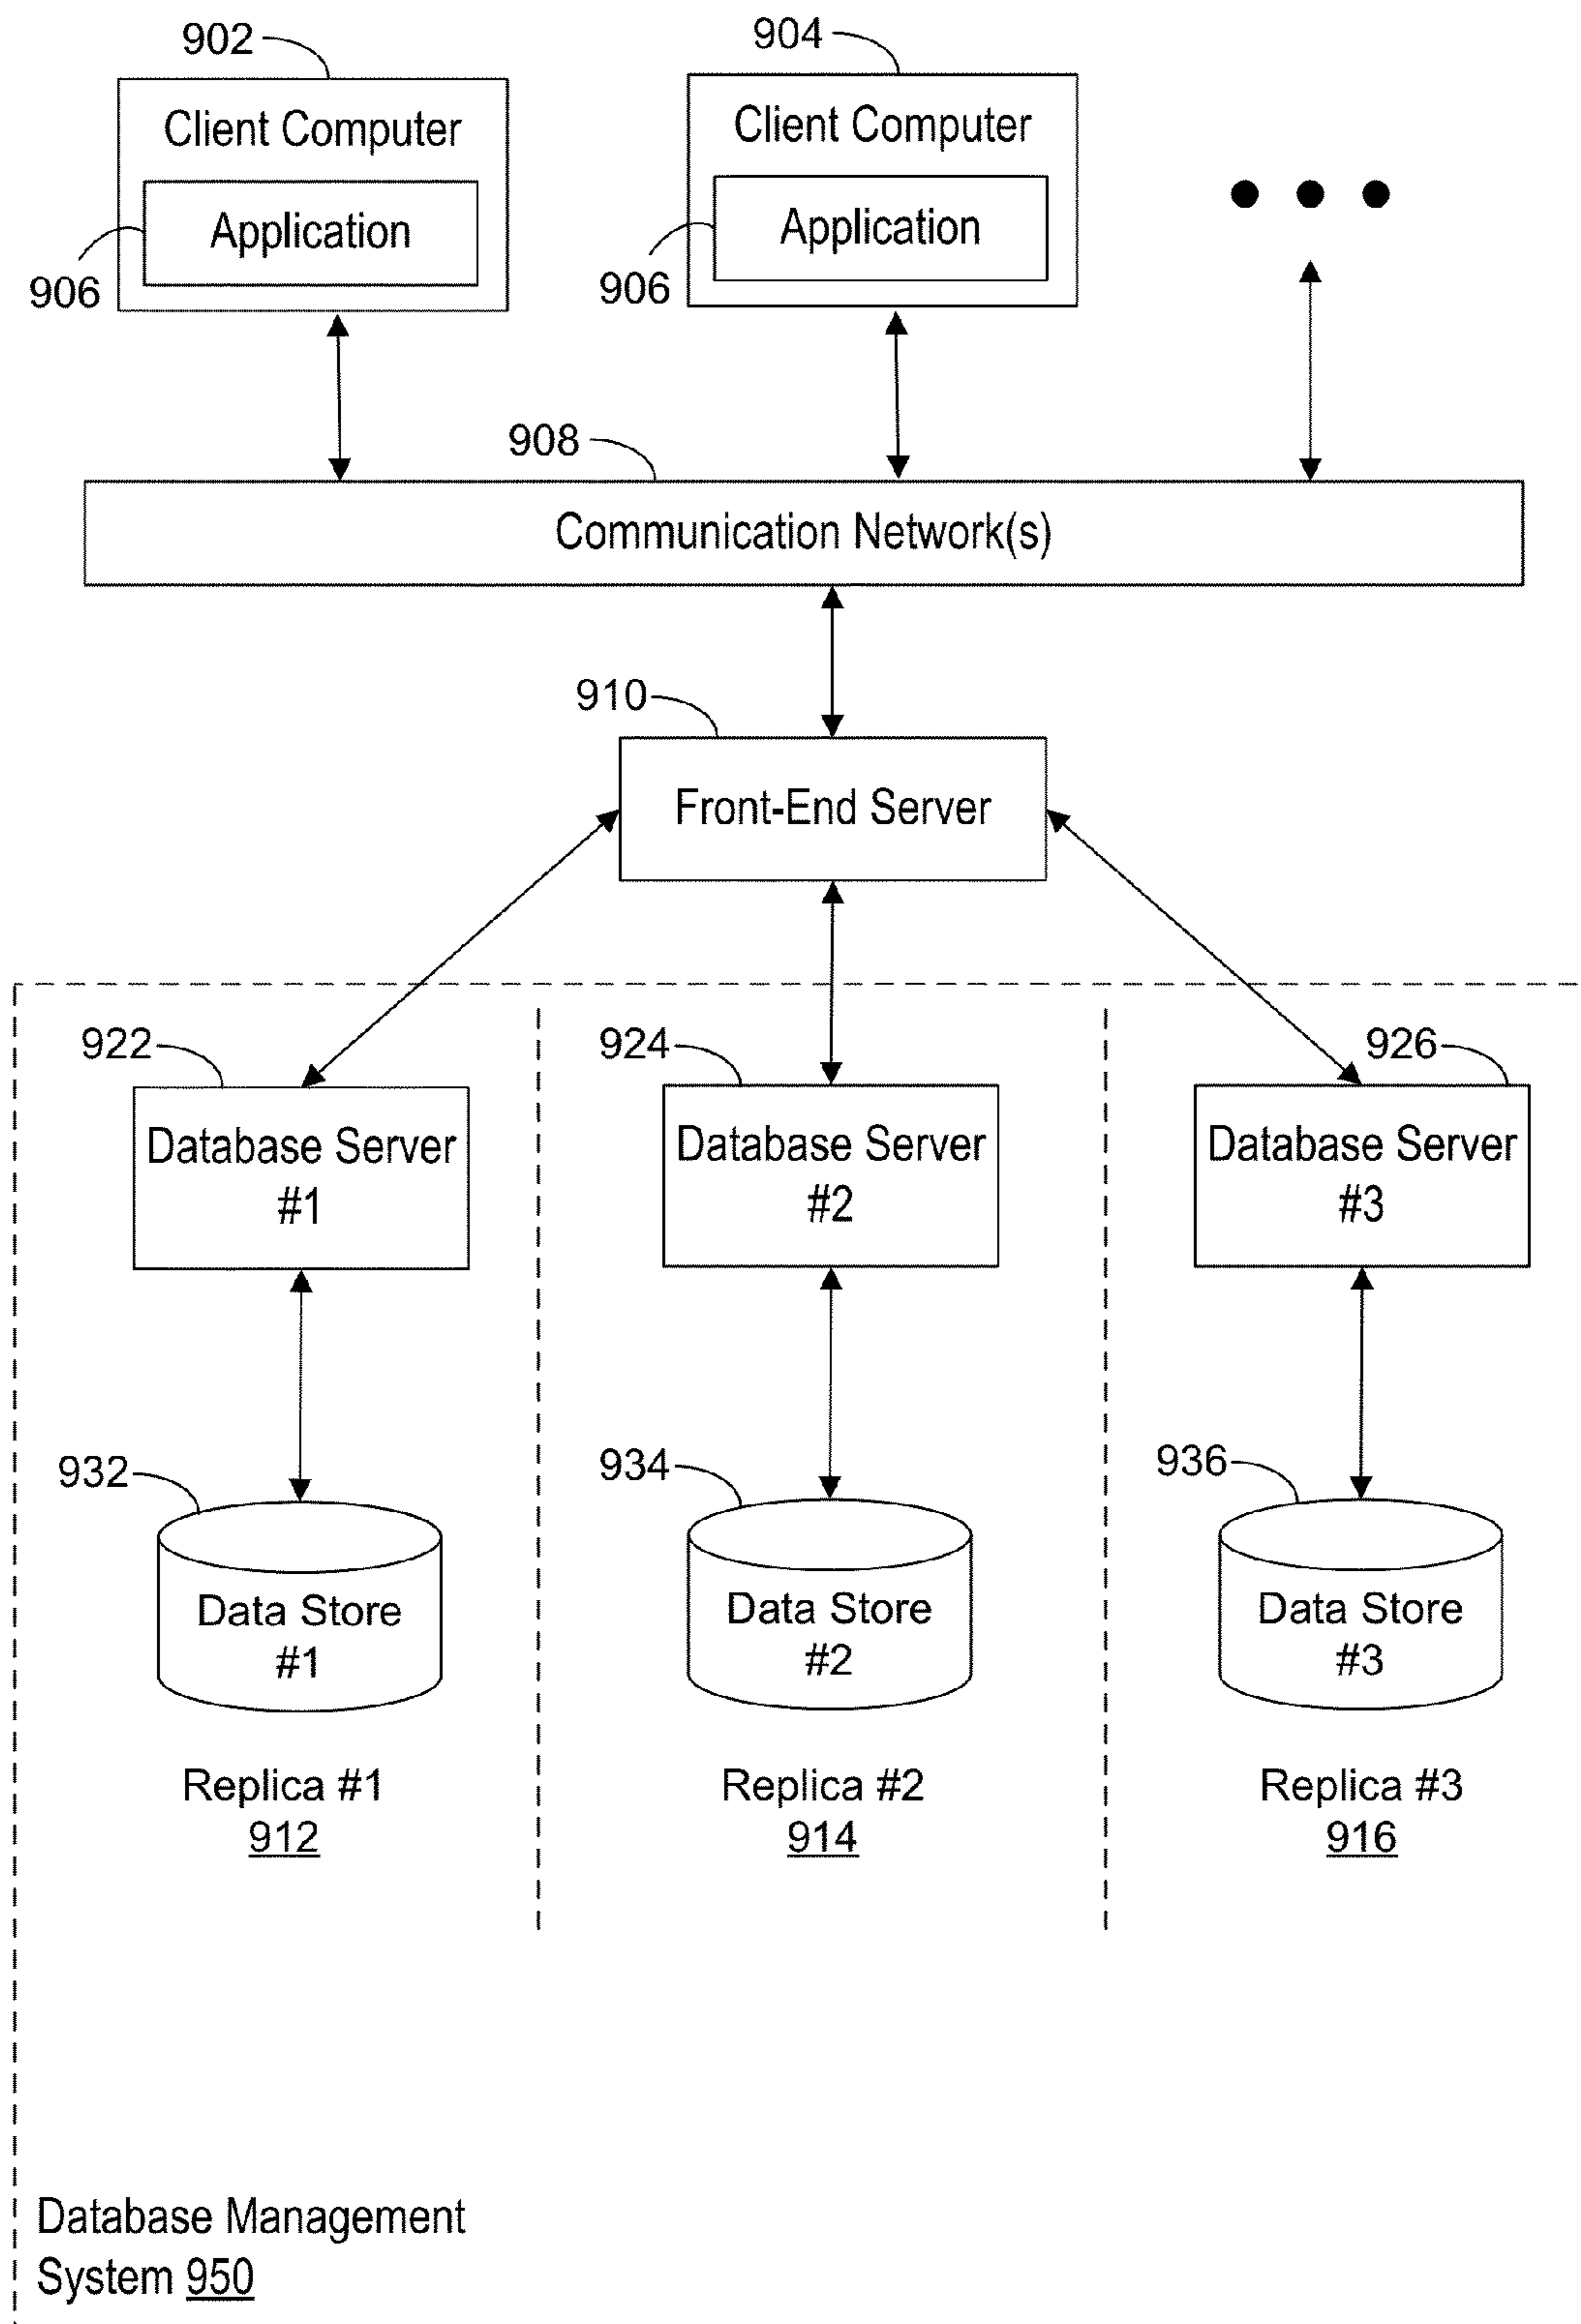 902
904
Client Computer
Client Computer
Application
Application
906
906
908
Communication Network(s)
910
Front-End Server
922
924
926
Database Server
#1
Database Server
#2
Database Server
#3
932
934
936
Data Store
#1
Data Store
#2
Data Store
#3
Replica #1
912
Replica #2
914
Replica #3
916
Database Management
System 950